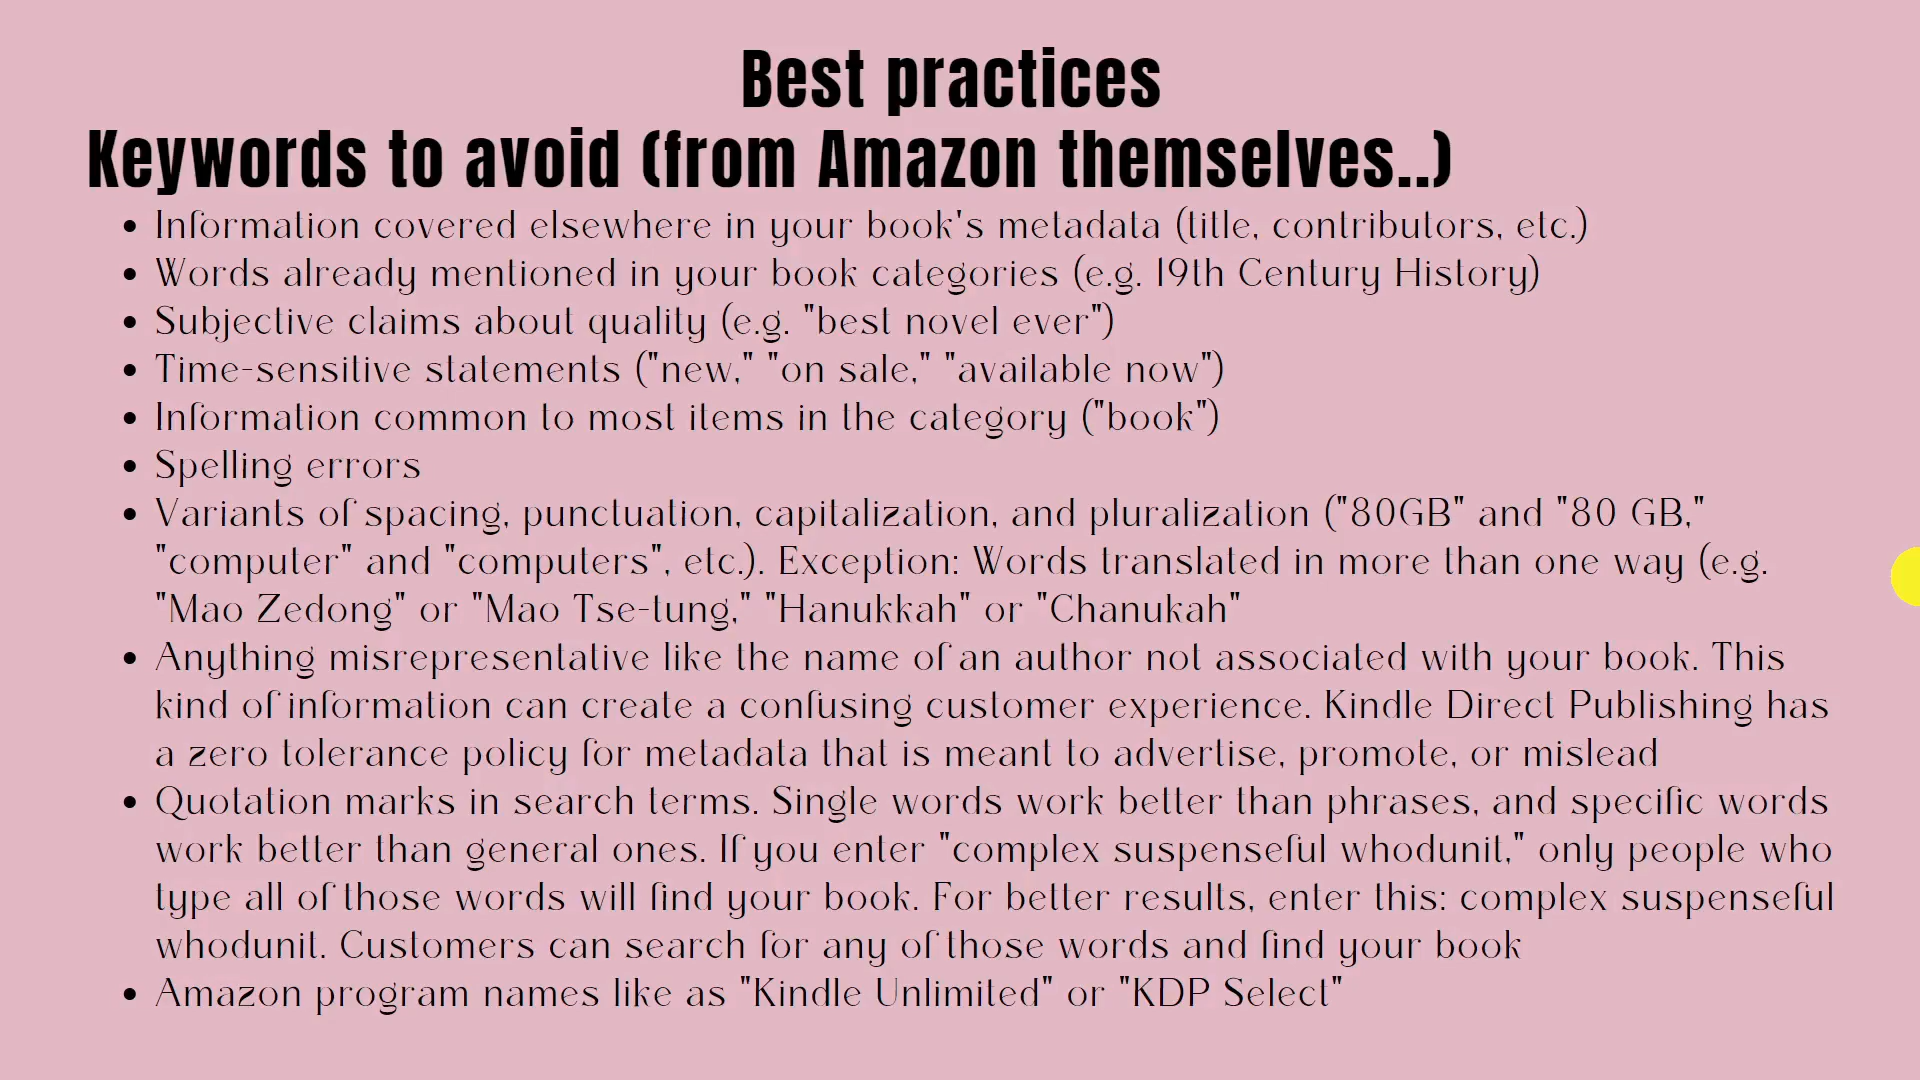 Best practices
Keywords to avoid (from Amazon themselves..)
• Information covered elsewhere in your book's metadata (title, contributors, etc.)
• Words already mentioned in your book categories (e.g. 19th Century History)
• Subjective claims about quality (e.g. "best novel ever")
• Time-sensitive statements ("new," "on sale," "available now")
• Information common to most items in the category ("book")
• Spelling errors
• Variants of spacing, punctuation, capitalization, and pluralization ("80GB" and "80 GB,"
"computer" and "computers", etc.). Exception: Words translated in more than one way (e.g.
"Mao Zedong" or "Mao Tse-tung," "Hanukkah" or "Chanukah"
• Anything misrepresentative like the name of an author not associated with your book. This
kind of information can create a confusing customer experience. Kindle Direct Publishing has
a zero tolerance policy for metadata that is meant to advertise, promote, or mislead
• Quotation marks in search terms. Single words work better than phrases, and specific words
work better than general ones. If you enter "complex suspenseful whodunit," only people who
type all of those words will find your book. For better results, enter this: complex suspenseful
whodunit. Customers can search for any of those words and find your book
• Amazon program names like as "Kindle Unlimited" or "KDP Select"